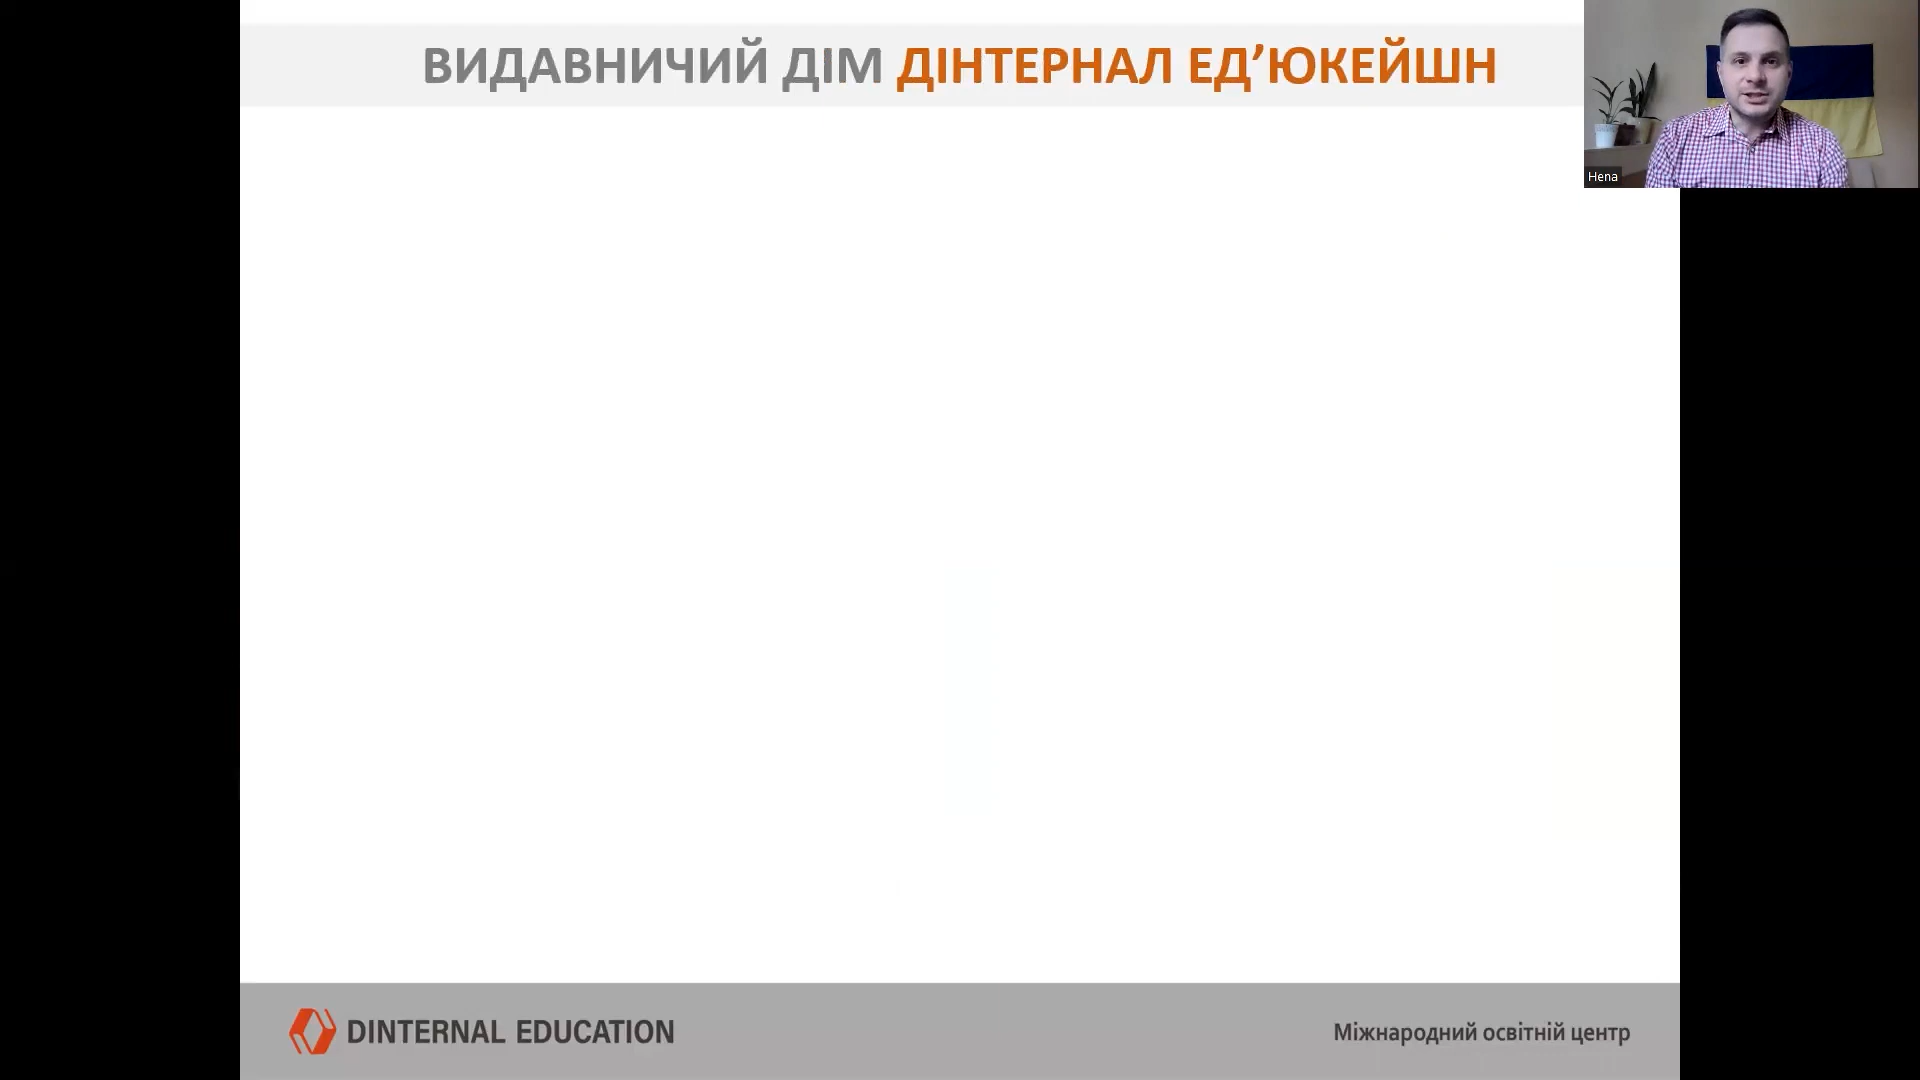 ВИДАВНИЧИЙ ДІМ ДІНТЕРНАЛ ЕД’ЮКЕЙШН
Hena
DINTERNAL EDUCATION
Міжнародний освітній центр